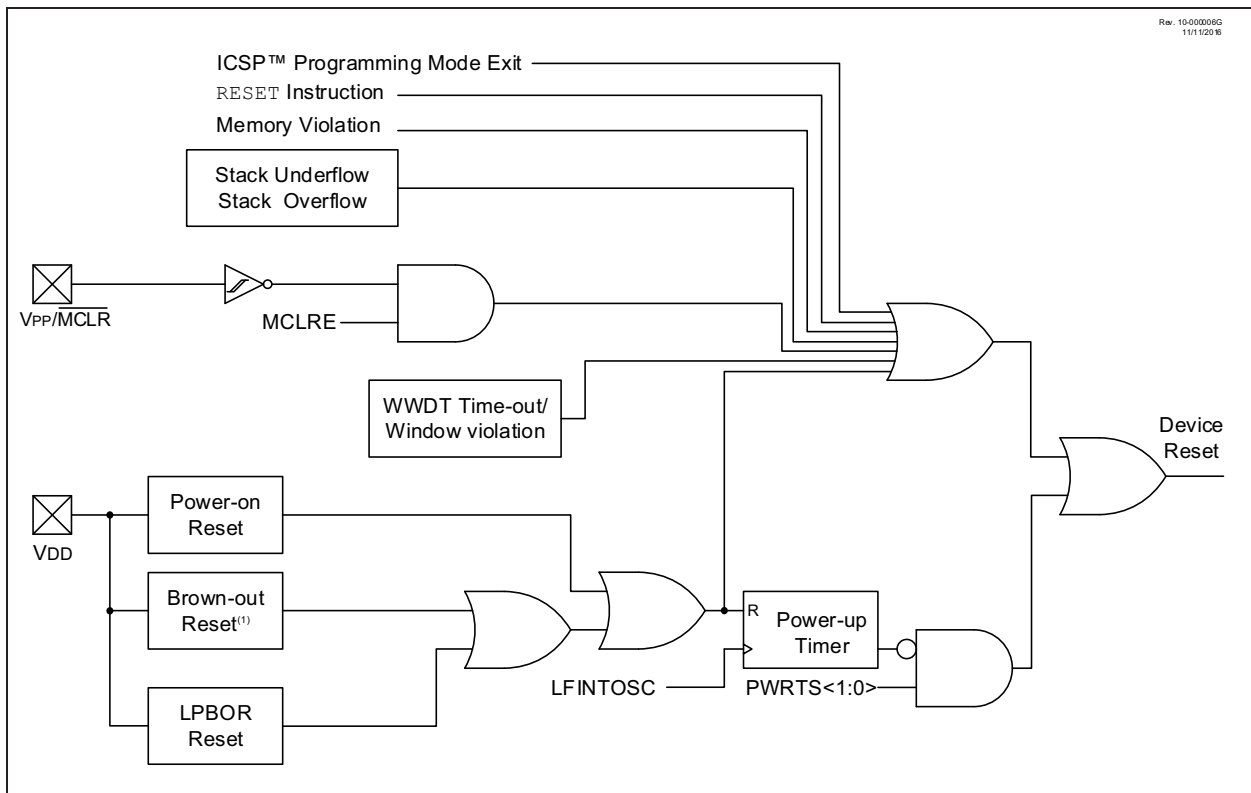 Rev. 10-000006G
11/11/2016
ICSP™ Programming Mode Exit
RESET Instruction
Memory Violation
Stack Underflow
Stack Overflow
VPP/MCLR
MCLRE
WWDT Time-out/
Window violation
Device
Reset
Power-on
Reset
VDD
Brown-out
Reset(1)
R
Power-up
Timer
LFINTOSC
PWRTS<1:0>
LPBOR
Reset